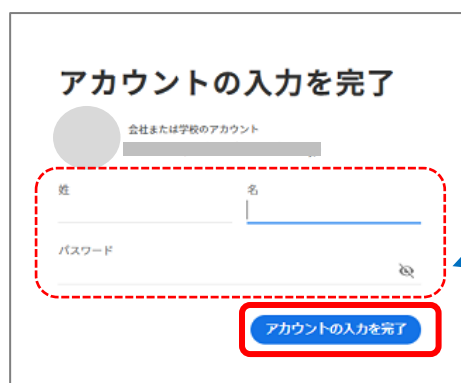 アカウントの入力を完了
会社または学校のアカウント
姓 名
パスワード
アカウントの入力を完了